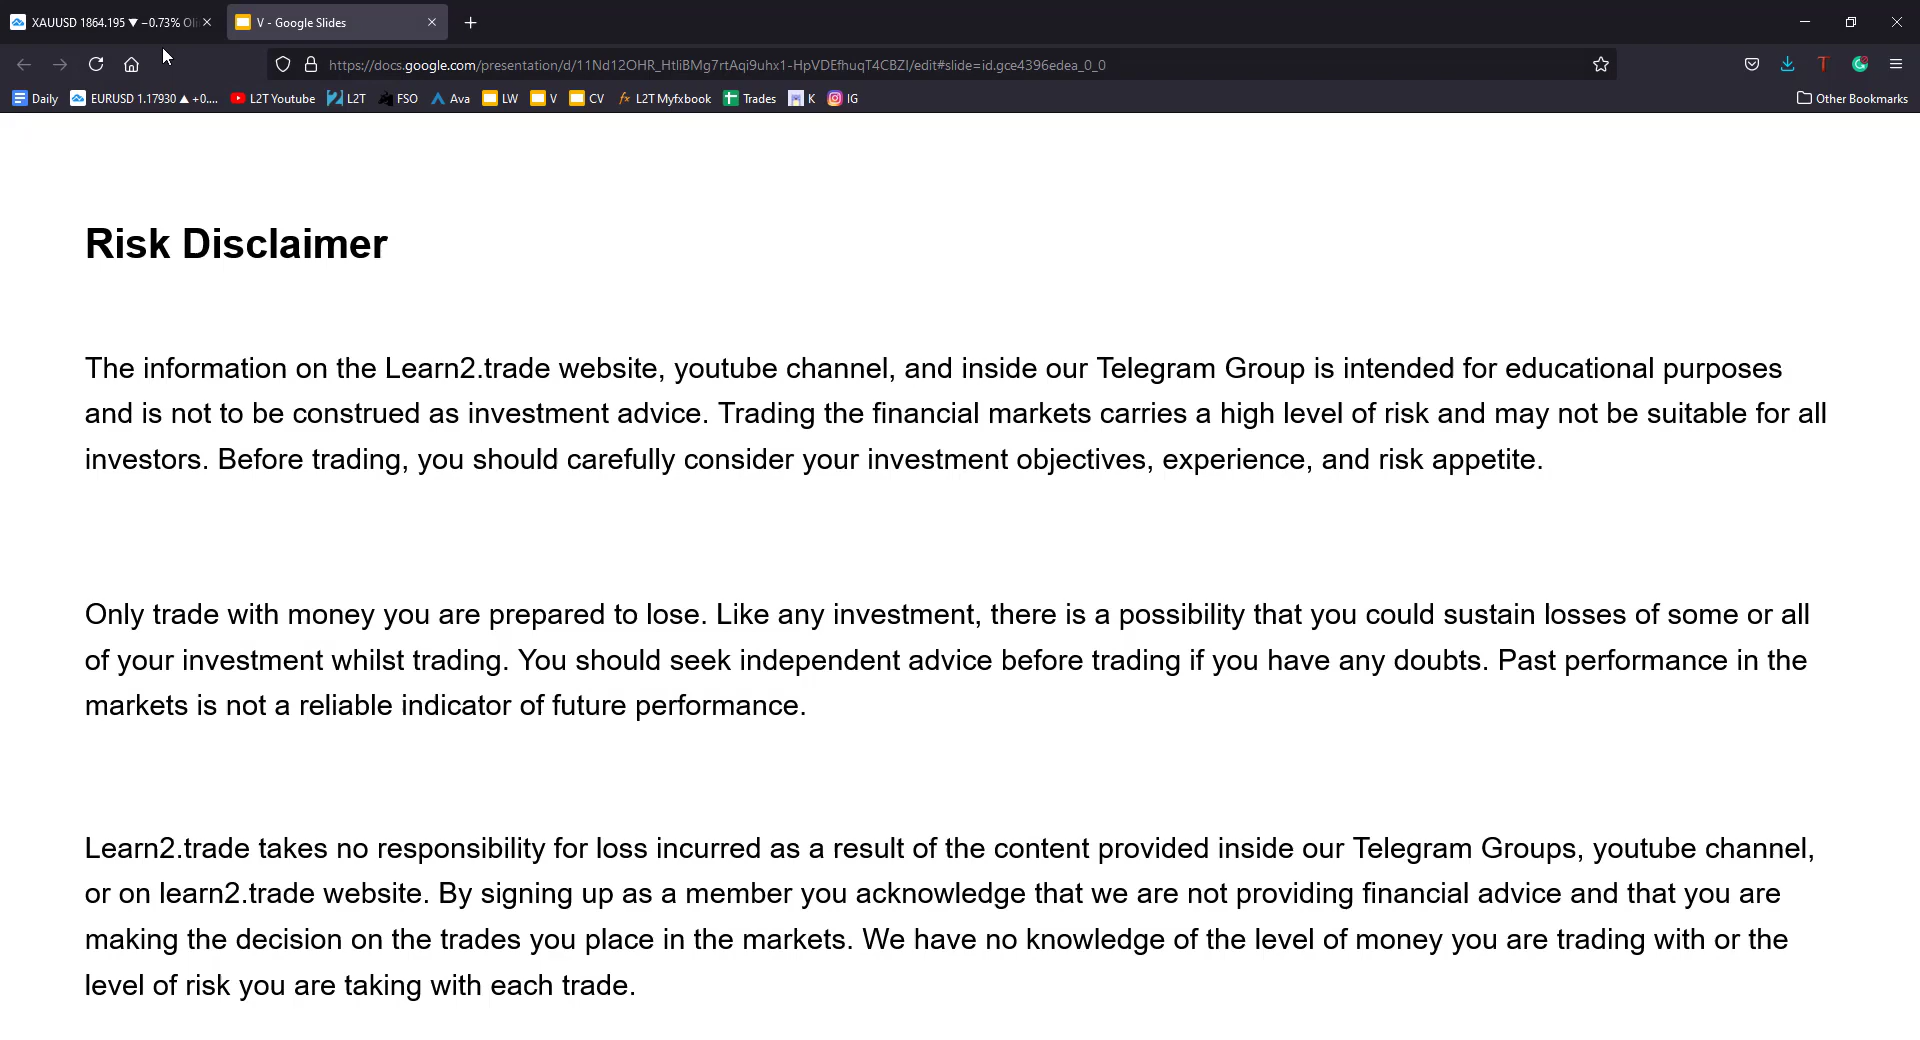 XAUUSD 1864.195 ▼ −0.73%
V - Google Slides
https://docs.google.com/presentation/d/11Nd12OHR_HtliBMg7rtAqi9uhx1-HpVDEfhuqT4CBZI/edit#slide=id.gce4396edea_0_0
Daily EURUSD 1.17930 ▲ +0.... L2T Youtube L2T FSO Ava LW V CV L2T Myfxbook Trades K IG Other Bookmarks
Risk Disclaimer
The information on the Learn2.trade website, youtube channel, and inside our Telegram Group is intended for educational purposes
and is not to be construed as investment advice. Trading the financial markets carries a high level of risk and may not be suitable for all
investors. Before trading, you should carefully consider your investment objectives, experience, and risk appetite.
Only trade with money you are prepared to lose. Like any investment, there is a possibility that you could sustain losses of some or all
of your investment whilst trading. You should seek independent advice before trading if you have any doubts. Past performance in the
markets is not a reliable indicator of future performance.
Learn2.trade takes no responsibility for loss incurred as a result of the content provided inside our Telegram Groups, youtube channel,
or on learn2.trade website. By signing up as a member you acknowledge that we are not providing financial advice and that you are
making the decision on the trades you place in the markets. We have no knowledge of the level of money you are trading with or the
level of risk you are taking with each trade.